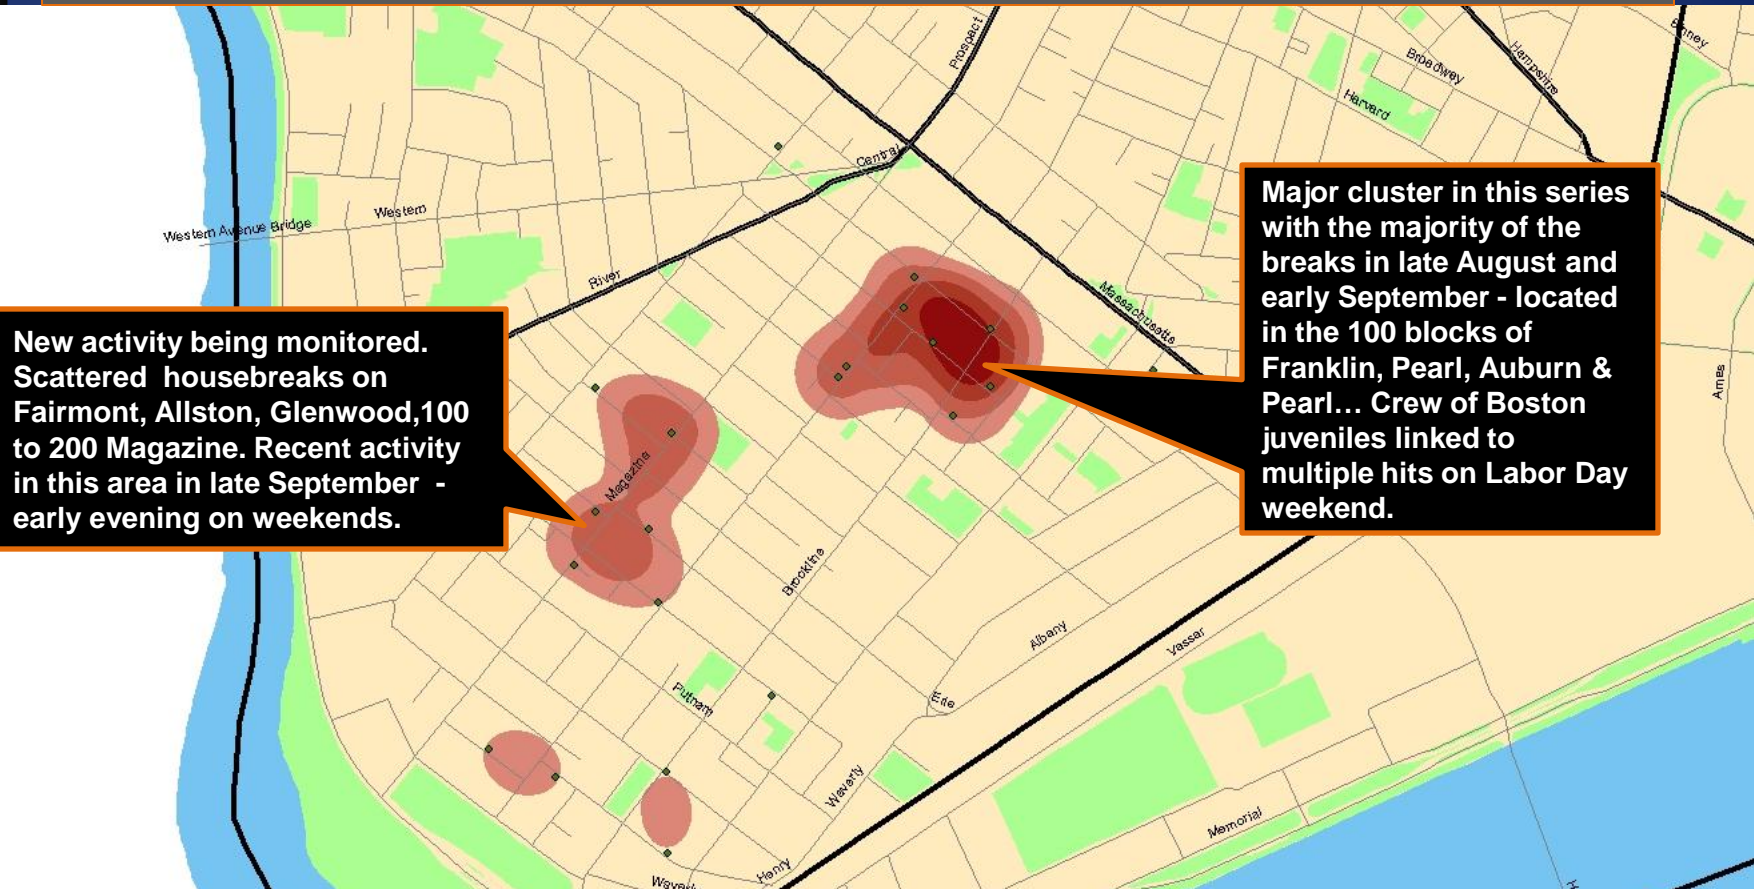 Prospect
Binney
Broadway
Hampshire
Harvard
Central
Western
Western Avenue Bridge
River
Massachusetts
Ames
Major cluster in this series
with the majority of the
breaks in late August and
early September - located
in the 100 blocks of
Franklin, Pearl, Auburn &
Pearl... Crew of Boston
juveniles linked to
multiple hits on Labor Day
weekend.
New activity being monitored.
Scattered housebreaks on
Fairmont, Allston, Glenwood,100
to 200 Magazine. Recent activity
in this area in late September -
early evening on weekends.
Magazine
Brookline
Albany
Vassar
Putnam
Erie
Waverly
Memorial
Henry